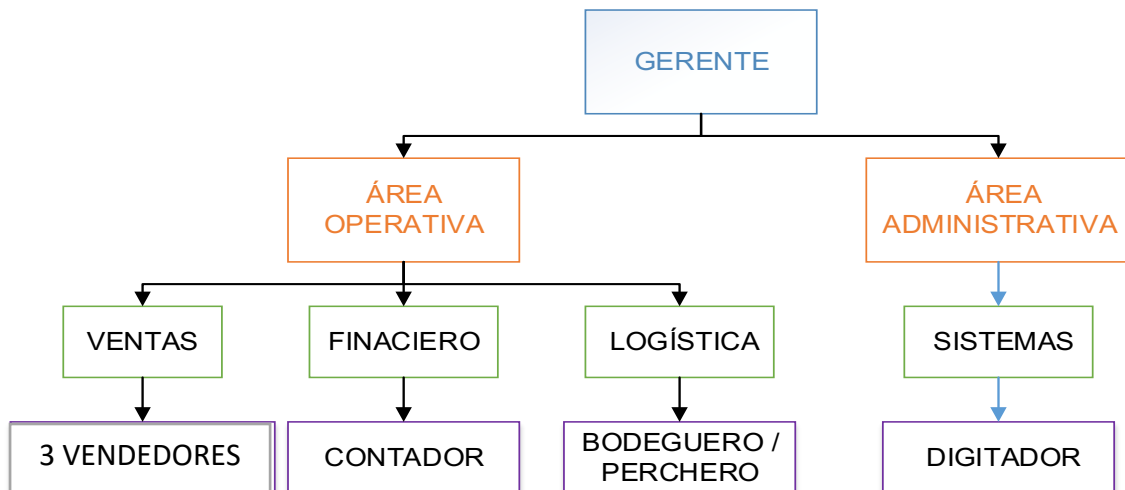 GERENTE
ÁREA
OPERATIVA
ÁREA
ADMINISTRATIVA
VENTAS
FINACIERO
LOGÍSTICA
SISTEMAS
3 VENDEDORES
CONTADOR
BODEGUERO /
PERCHERO
DIGITADOR